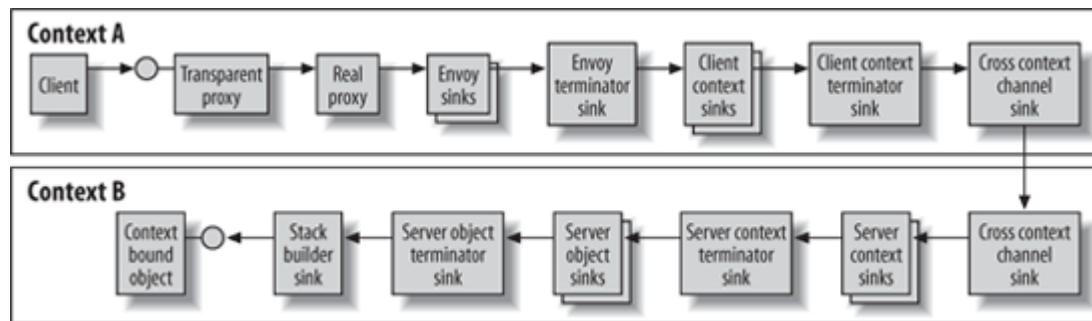 Context A
Client
Transparent
proxy
Real
proxy
Envoy
sinks
Envoy
terminator
sink
Client
context
sinks
Client context
terminator
sink
Cross context
channel
sink
Context B
Context
bound
object
Stack
builder
sink
Server object
terminator
sink
Server
object
sinks
Server context
terminator
sink
Server
context
sinks
Cross context
channel
sink